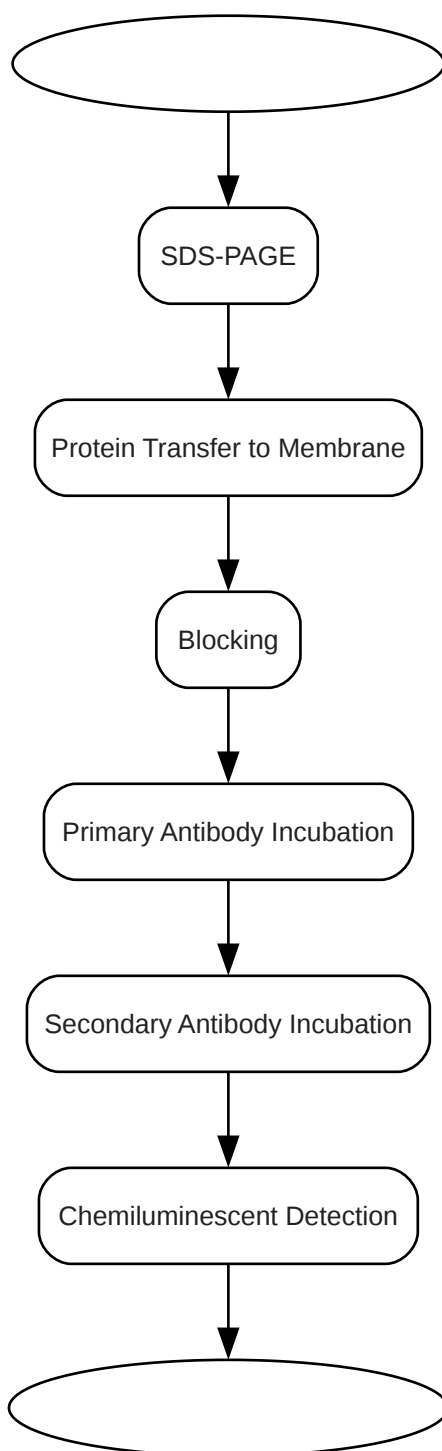 SDS-PAGE
Protein Transfer to Membrane
Blocking
Primary Antibody Incubation
Secondary Antibody Incubation
Chemiluminescent Detection